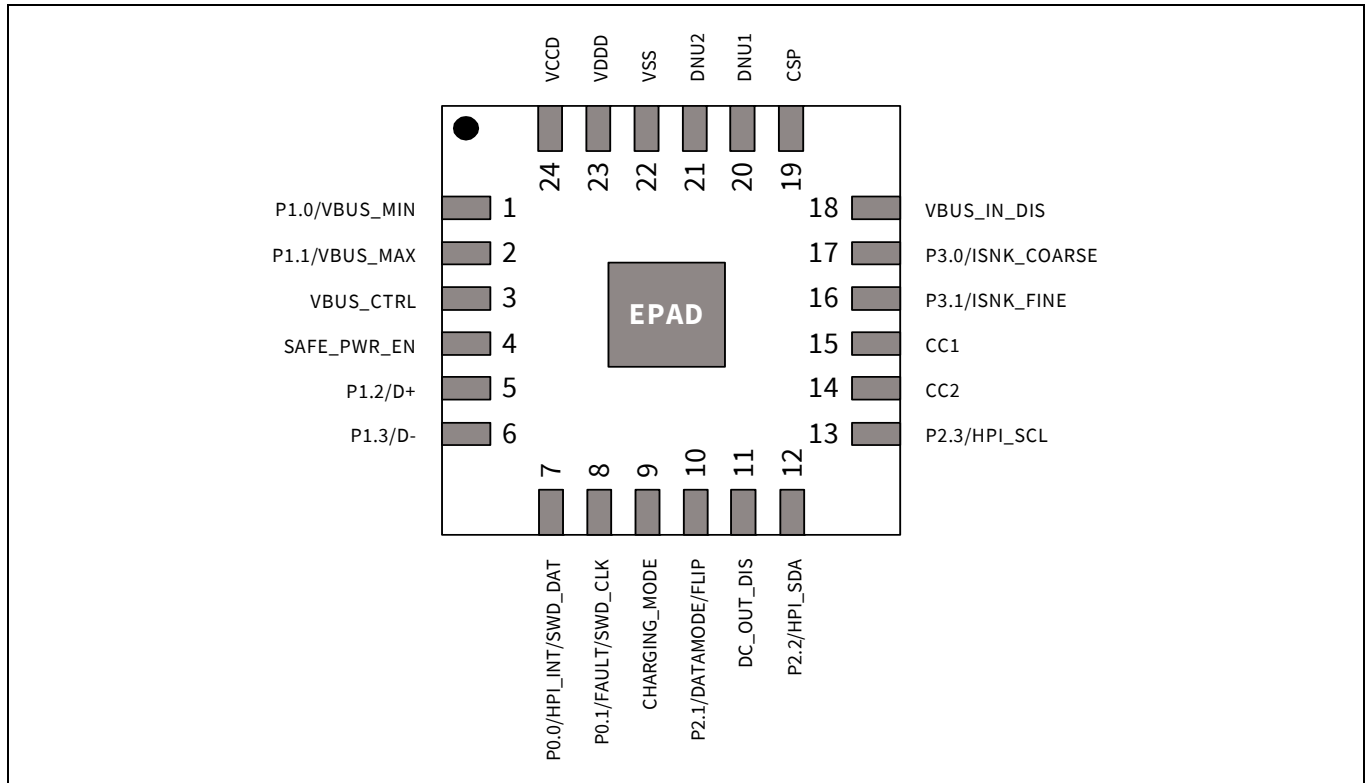 VCCD
VDDD
VSS
DNU2
DNU1
CSP
24
23
22
21
20
19
P1.0/VBUS_MIN 1
P1.1/VBUS_MAX 2
VBUS_CTRL 3
SAFE_PWR_EN 4
P1.2/D+ 5
P1.3/D- 6
EPAD
18 VBUS_IN_DIS
17 P3.0/ISNK_COARSE
16 P3.1/ISNK_FINE
15 CC1
14 CC2
13 P2.3/HPI_SCL
7
8
9
10
11
12
P0.0/HPI_INT/SWD_DAT
P0.1/FAULT/SWD_CLK
CHARGING_MODE
P2.1/DATAMODE/FLIP
DC_OUT_DIS
P2.2/HPI_SDA